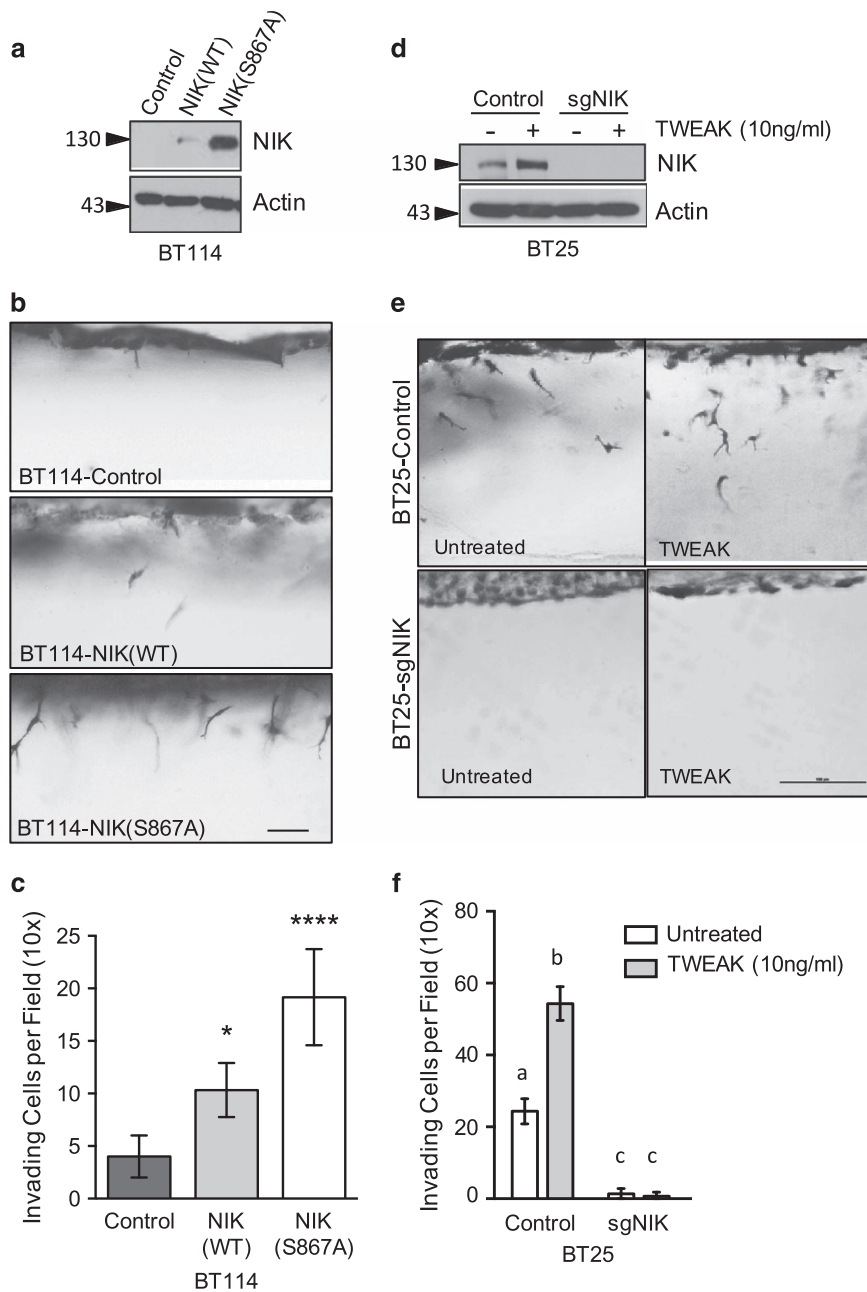 a
Control
NIK(WT)
NIK(S867A)
130
NIK
43
Actin
BT114
d
Control sgNIK
- + - + TWEAK (10ng/ml)
130
NIK
43
Actin
BT25
b
BT114-Control
BT114-NIK(WT)
BT114-NIK(S867A)
e
BT25-Control
Untreated
TWEAK
BT25-sgNIK
Untreated
TWEAK
c
Invading Cells per Field (10x)
25
20
15
10
5
0
*
****
Control
NIK
(WT)
NIK
(S867A)
BT114
f
Invading Cells per Field (10x)
80
60
40
20
0
a
b
c
c
Untreated
TWEAK (10ng/ml)
Control
sgNIK
BT25